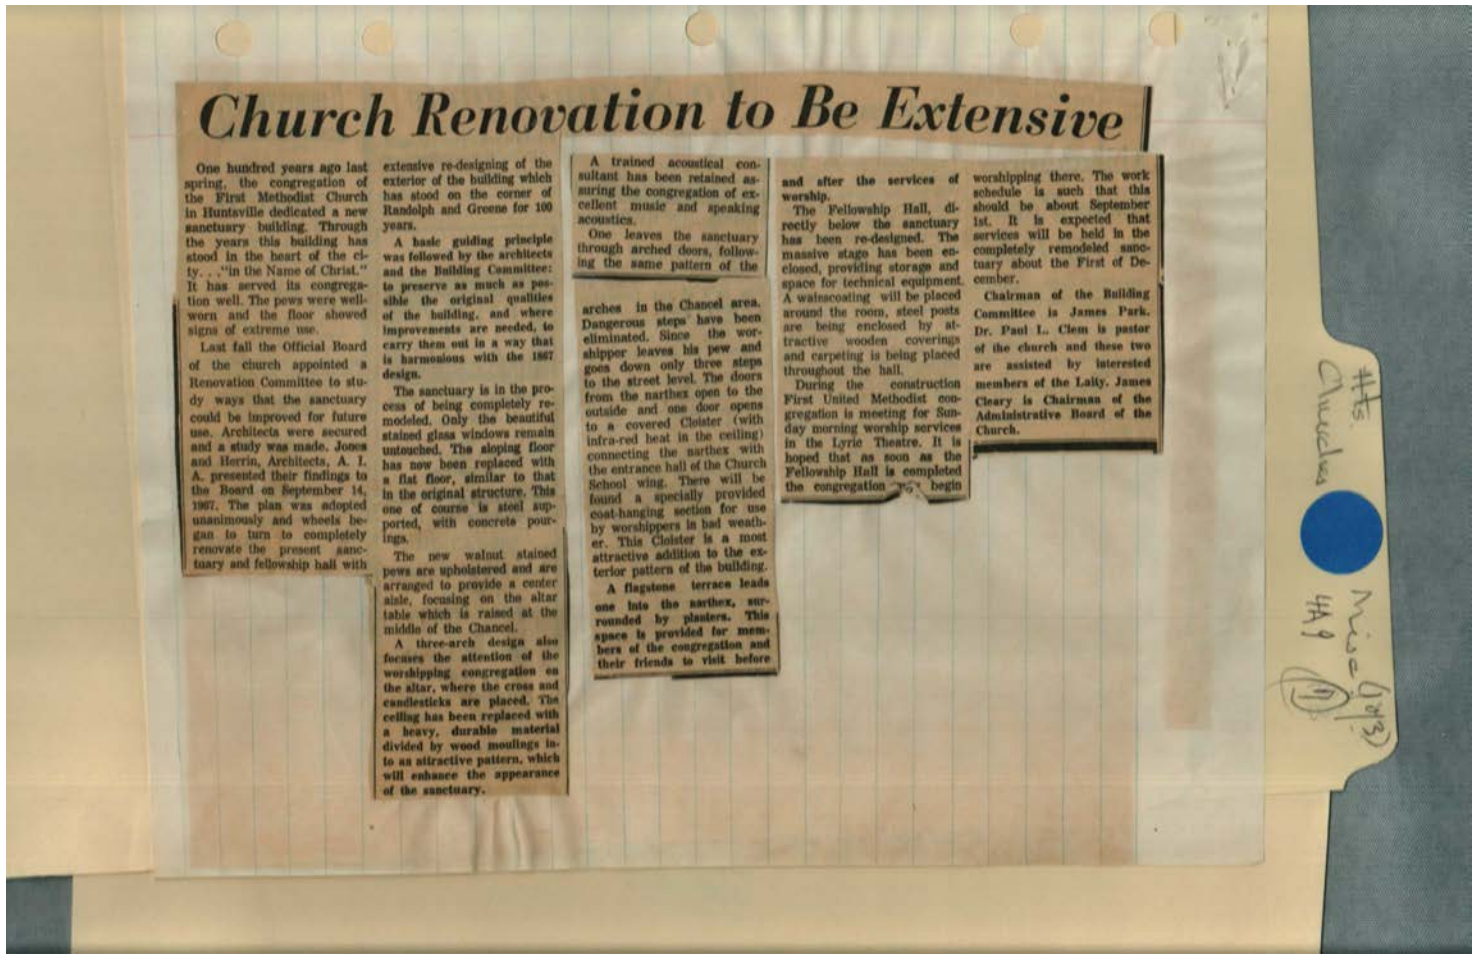 Church Renovation to Be Extensive
One hundred years ago last
spring, the congregation of
the First Methodist Church
in Huntsville dedicated a new
sanctuary building. Through
the years this building has
stood in the heart of the ci-
ty. . ."in the Name of Christ."
It has served its congrega-
tion well. The pews were well-
worn and the floor showed
signs of extreme use.
Last fall the Official Board
of the church appointed a
Renovation Committee to stu-
dy ways that the sanctuary
could be improved for future
use. Architects were secured
and a study was made. Jones
and Herrin, Architects, A. I.
A. presented their findings to
the Board on September 14,
1967. The plan was adopted
unanimously and wheels be-
gan to turn to completely
renovate the present sanc-
tuary and fellowship hall with
extensive re-designing of the
exterior of the building which
has stood on the corner of
Randolph and Greene for 100
years.
A basic guiding principle
was followed by the architects
and the Building Committee:
to preserve as much as pos-
sible the original qualities
of the building, and where
improvements are needed, to
carry them out in a way that
is harmonious with the 1867
design.
The sanctuary is in the pro-
cess of being completely re-
modeled. Only the beautiful
stained glass windows remain
untouched. The sloping floor
has now been replaced with
a flat floor, similar to that
in the original structure. This
one of course is steel sup-
ported, with concrete pour-
ings.
The new walnut stained
pews are upholstered and are
arranged to provide a center
aisle, focusing on the altar
table which is raised at the
middle of the Chancel.
A three-arch design also
focuses the attention of the
worshipping congregation on
the altar, where the cross and
candlesticks are placed. The
ceiling has been replaced with
a heavy, durable material
divided by wood moulings in-
to an attractive pattern, which
will enhance the appearance
of the sanctuary.
A trained acoustical con-
sultant has been retained as-
suring the congregation of ex-
cellent music and speaking
acoustics.
One leaves the sanctuary
through arched doors, follow-
ing the same pattern of the
arches in the Chancel area.
Dangerous steps have been
eliminated. Since the wor-
shipper leaves his pew and
goes down only three steps
to the street level. The doors
from the narthex open to the
outside and one door opens
to a covered Cloister (with
infra-red heat in the ceiling)
connecting the narthex with
the entrance hall of the Church
School wing. There will be
found a specially provided
coat-hanging section for use
by worshippers in bad weath-
er. This Cloister is a most
attractive addition to the ex-
terior pattern of the building.
A flagstone terrace leads
one into the narthex, sur-
rounded by planters. This
space is provided for mem-
bers of the congregation and
their friends to visit before
and after the services of
worship.
The Fellowship Hall, di-
rectly below the sanctuary
has been re-designed. The
massive stage has been en-
closed, providing storage and
space for technical equipment.
A wainscoating will be placed
around the room, steel posts
are being enclosed by at-
tractive wooden coverings
and carpeting is being placed
throughout the hall.
During the construction
First United Methodist con-
gregation is meeting for Sun-
day morning worship services
in the Lyric Theatre. It is
hoped that as soon as the
Fellowship Hall is completed
the congregation begin
worshipping there. The work
schedule is such that this
should be about September
1st. It is expected that
services will be held in the
completely remodeled sanc-
tuary about the First of De-
cember.
Chairman of the Building
Committee is James Park.
Dr. Paul L. Clem is pastor
of the church and these two
are assisted by interested
members of the Laity. James
Cleary is Chairman of the
Administrative Board of the
Church.
Hts.
Churches
Misc